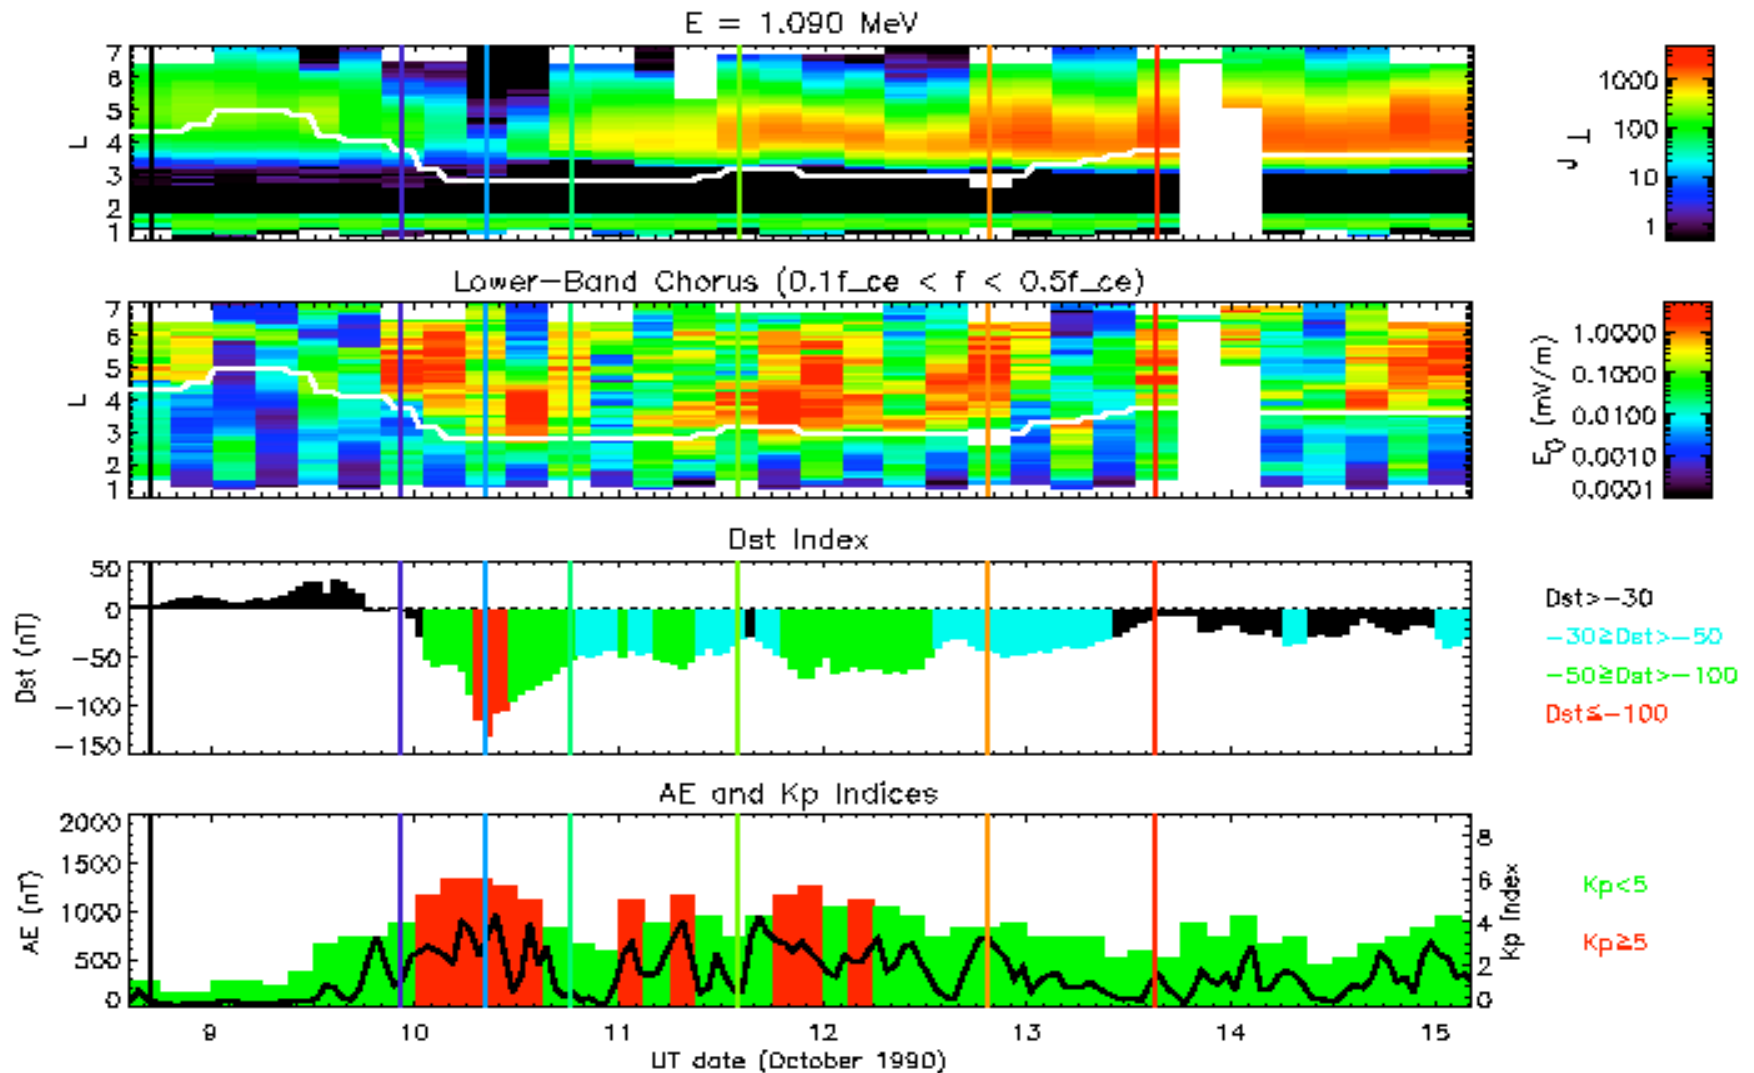 E = 1.090 MeV
7
6
5
4
3
2
1
L
1000
100
10
1
J ⊥
Lower-Band Chorus (0.1f_ce < f < 0.5f_ce)
7
6
5
4
3
2
1
L
1.0000
0.1000
0.0100
0.0010
0.0001
(mV/m)
Dst Index
50
0
-50
-100
-150
Dst (nT)
Dst>-30
-30≧Dst>-50
-50≧Dst>-100
Dst≦-100
AE and Kp Indices
2000
1500
1000
500
0
AE (nT)
8
6
4
2
0
Kp Index
Kp<5
Kp≧5
9 10 11 12 13 14 15
UT date (October 1990)